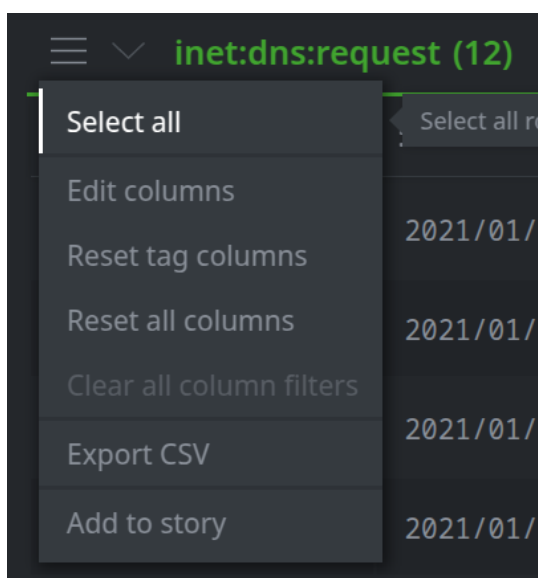 inet:dns:request (12)
Select all
Select all
Edit columns
2021/01/
Reset tag columns
Reset all columns
2021/01/
Clear all column filters
2021/01/
Export CSV
Add to story
2021/01/